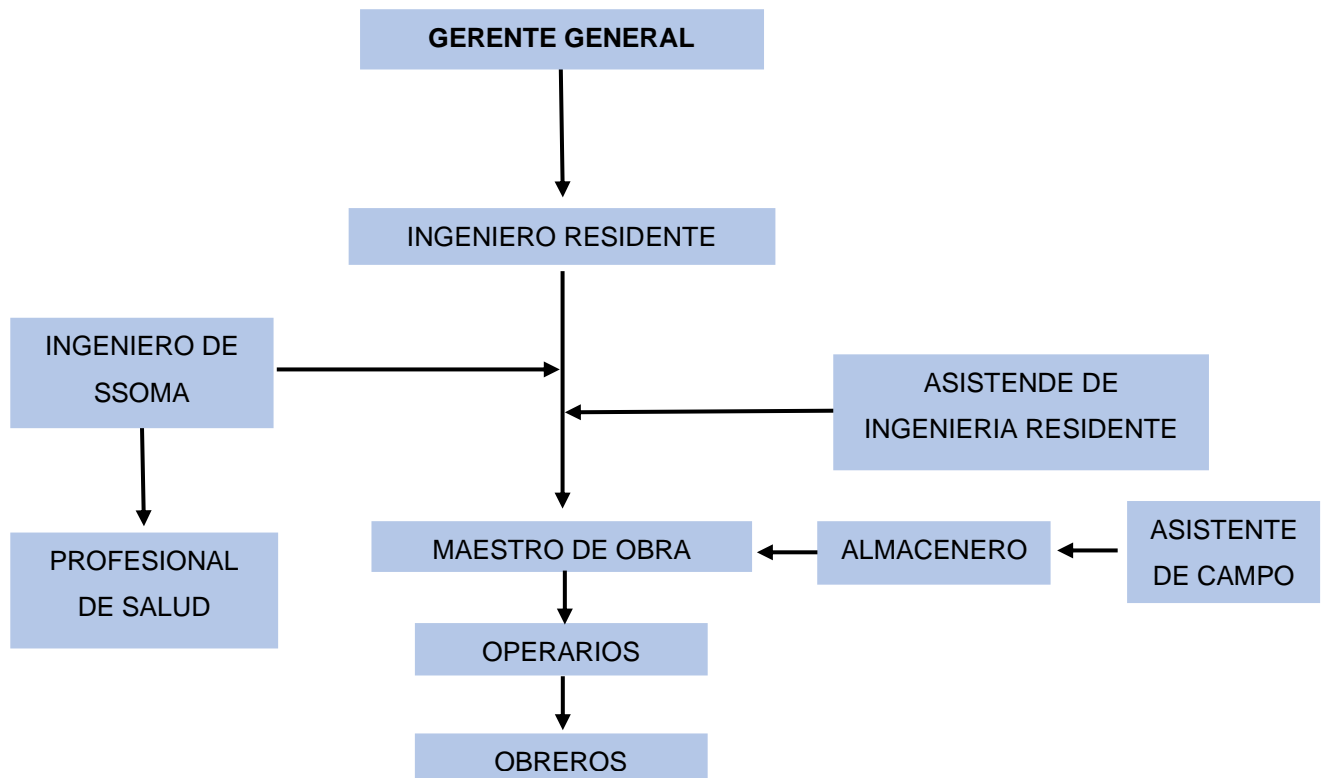 GERENTE GENERAL
INGENIERO RESIDENTE
INGENIERO DE
SSOMA
ASISTENDE DE
INGENIERIA RESIDENTE
PROFESIONAL
DE SALUD
MAESTRO DE OBRA
ALMACENERO
ASISTENTE
DE CAMPO
OPERARIOS
OBREROS